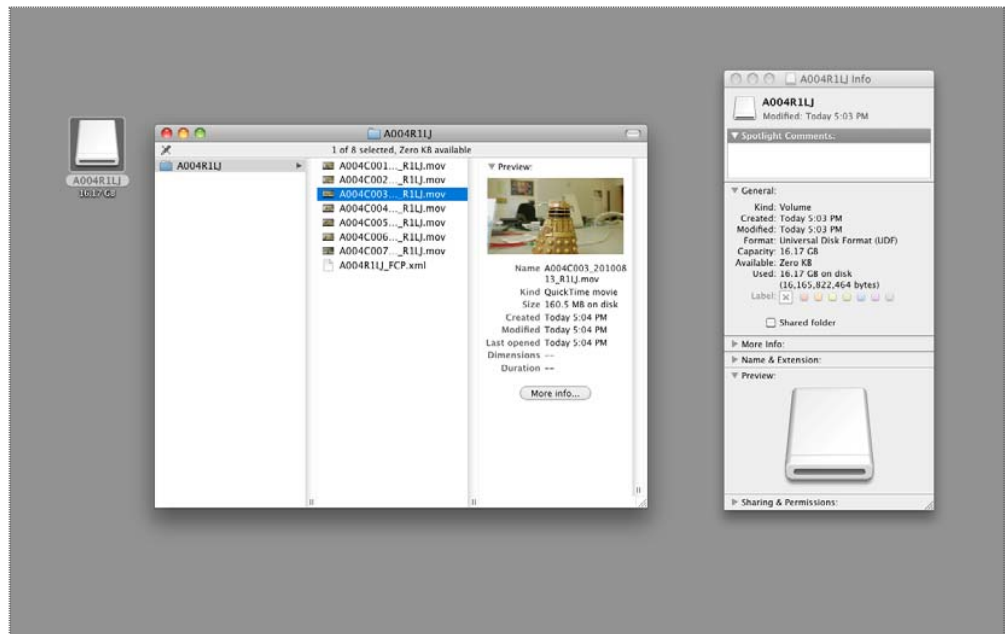 A004R1LJ
16.17 GB
A004R1LJ
1 of 8 selected, Zero KB available
A004R1LJ
A004C001..._R1LJ.mov
A004C002..._R1LJ.mov
A004C003..._R1LJ.mov
A004C004..._R1LJ.mov
A004C005..._R1LJ.mov
A004C006..._R1LJ.mov
A004C007..._R1LJ.mov
A004R1LJ_FCP.xml
Preview:
Name A004C003_201008
13_R1LJ.mov
Kind QuickTime movie
Size 160.5 MB on disk
Created Today 5:04 PM
Modified Today 5:04 PM
Last opened Today 5:04 PM
Dimensions --
Duration --
More info...
A004R1LJ Info
A004R1LJ
Modified: Today 5:03 PM
Spotlight Comments:
General:
Kind: Volume
Created: Today 5:03 PM
Modified: Today 5:03 PM
Format: Universal Disk Format (UDF)
Capacity: 16.17 GB
Available: Zero KB
Used: 16.17 GB on disk
(16,165,822,464 bytes)
Label:
Shared folder
More Info:
Name & Extension:
Preview:
Sharing & Permissions: